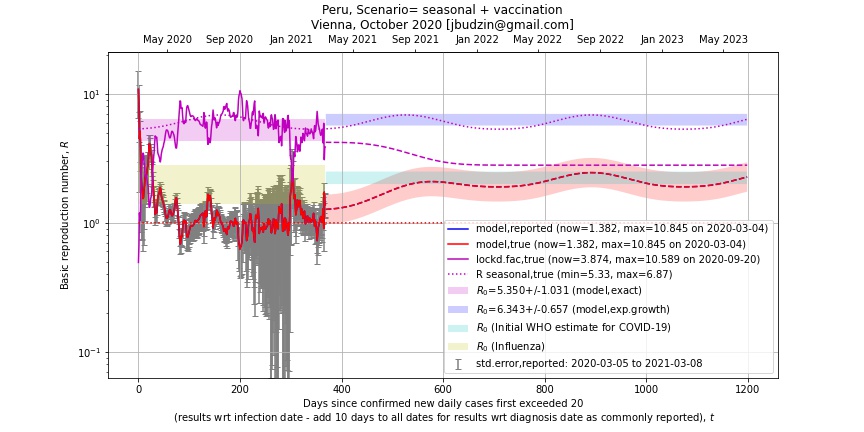 Peru, Scenario= seasonal + vaccination
Vienna, October 2020 [jbudzin@gmail.com]
May 2020 Sep 2020 Jan 2021 May 2021 Sep 2021 Jan 2022 May 2022 Sep 2022 Jan 2023 May 2023
10¹
10⁰
10⁻¹
Basic reproduction number, R
model,reported (now=1.382, max=10.845 on 2020-03-04)
model,true (now=1.382, max=10.845 on 2020-03-04)
lockd.fac,true (now=3.874, max=10.589 on 2020-09-20)
R seasonal,true (min=5.33, max=6.87)
R₀=5.350+/-1.031 (model,exact)
R₀=6.343+/-0.657 (model,exp.growth)
R₀ (Initial WHO estimate for COVID-19)
R₀ (Influenza)
std.error,reported: 2020-03-05 to 2021-03-08
0 200 400 600 800 1000 1200
Days since confirmed new daily cases first exceeded 20
(results wrt infection date - add 10 days to all dates for results wrt diagnosis date as commonly reported), t